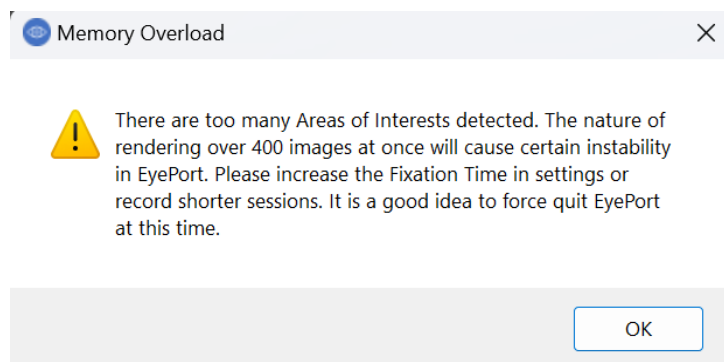 Memory Overload
There are too many Areas of Interests detected. The nature of
rendering over 400 images at once will cause certain instability
in EyePort. Please increase the Fixation Time in settings or
record shorter sessions. It is a good idea to force quit EyePort
at this time.
OK